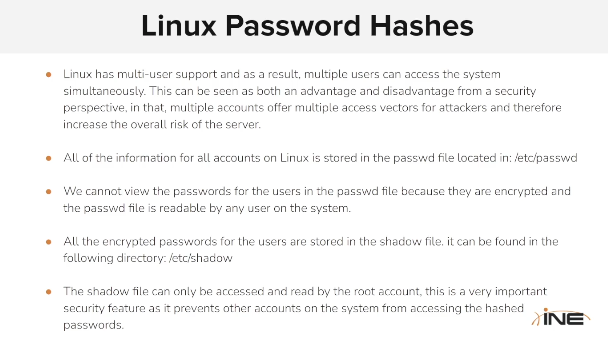 Linux Password Hashes
Linux has multi-user support and as a result, multiple users can access the system
simultaneously. This can be seen as both an advantage and disadvantage from a security
perspective, in that, multiple accounts offer multiple access vectors for attackers and therefore
increase the overall risk of the server.
All of the information for all accounts on Linux is stored in the passwd file located in: /etc/passwd
We cannot view the passwords for the users in the passwd file because they are encrypted and
the passwd file is readable by any user on the system.
All the encrypted passwords for the users are stored in the shadow file. it can be found in the
following directory: /etc/shadow
The shadow file can only be accessed and read by the root account, this is a very important
security feature as it prevents other accounts on the system from accessing the hashed
passwords.
INE